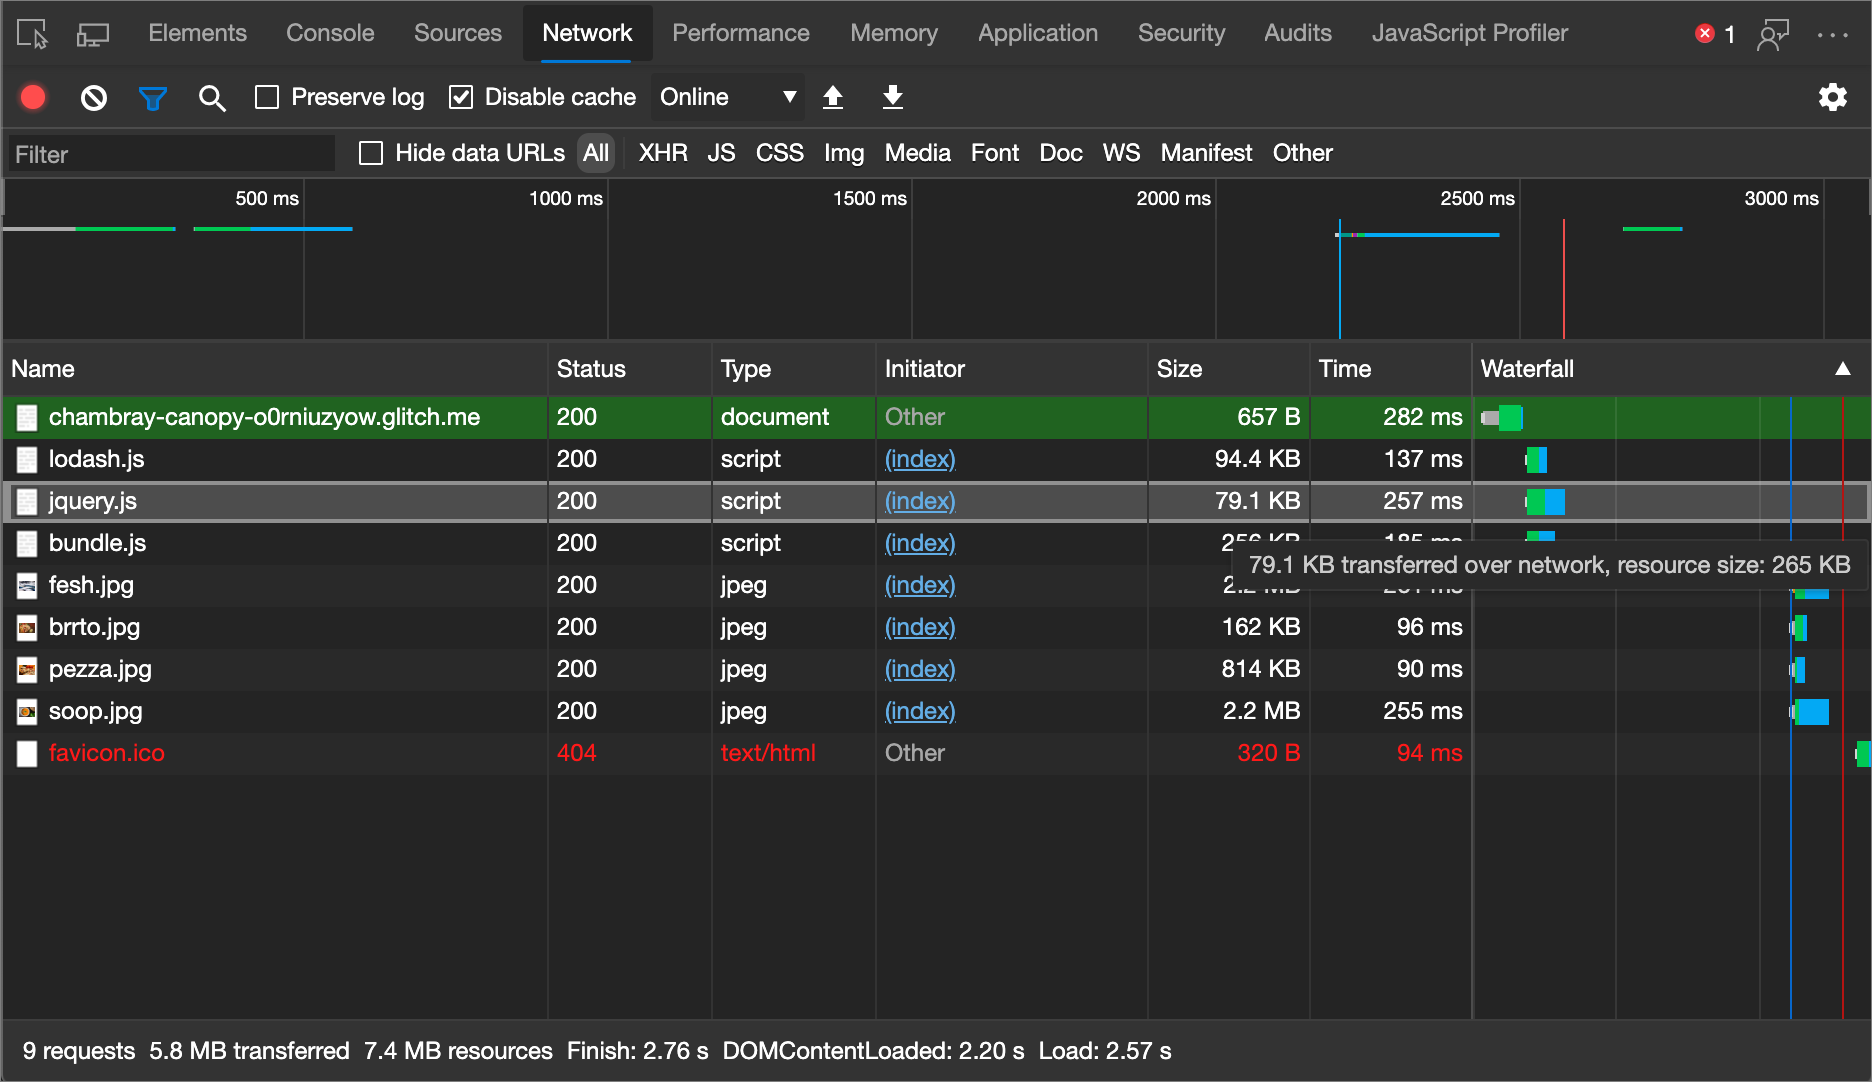 Elements Console Sources Network Performance Memory Application Security Audits JavaScript Profiler 1
Preserve log Disable cache Online
Filter Hide data URLs All XHR JS CSS Img Media Font Doc WS Manifest Other
500 ms 1000 ms 1500 ms 2000 ms 2500 ms 3000 ms
Name Status Type Initiator Size Time Waterfall
chambray-canopy-o0rniuzyow.glitch.me 200 document Other 657 B 282 ms
lodash.js 200 script (index) 94.4 KB 137 ms
jquery.js 200 script (index) 79.1 KB 257 ms
bundle.js 200 script (index)
79.1 KB transferred over network, resource size: 265 KB
fesh.jpg 200 jpeg (index)
brrto.jpg 200 jpeg (index) 162 KB 96 ms
pezza.jpg 200 jpeg (index) 814 KB 90 ms
soop.jpg 200 jpeg (index) 2.2 MB 255 ms
favicon.ico 404 text/html Other 320 B 94 ms
9 requests 5.8 MB transferred 7.4 MB resources Finish: 2.76 s DOMContentLoaded: 2.20 s Load: 2.57 s